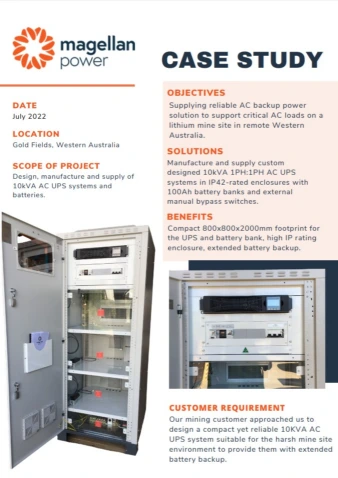 magellan
power
CASE STUDY
DATE
July 2022
LOCATION
Gold Fields, Western Australia
SCOPE OF PROJECT
Design, manufacture and supply of
10kVA AC UPS systems and
batteries.
OBJECTIVES
Supplying reliable AC backup power
solution to support critical AC loads on a
lithium mine site in remote Western
Australia.
SOLUTIONS
Manufacture and supply custom
designed 10kVA 1PH:1PH AC UPS
systems in IP42-rated enclosures with
100Ah battery banks and external
manual bypass switches.
BENEFITS
Compact 800x800x2000mm footprint for
the UPS and battery bank, high IP rating
enclosure, extended battery backup.
CUSTOMER REQUIREMENT
Our mining customer approached us to
design a compact yet reliable 10KVA AC
UPS system suitable for the harsh mine site
environment to provide them with extended
battery backup.